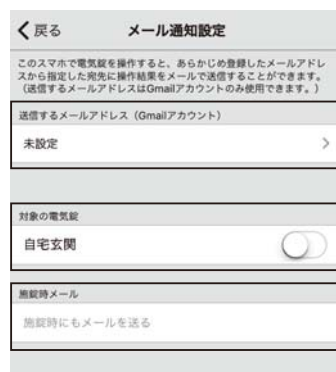 戻る メール通知設定
このスマホで電気錠を操作すると、あらかじめ登録したメールアドレ
スから指定した宛先に操作結果をメールで送信することができます。
（送信するメールアドレスはGmailアカウントのみ使用できます。）
送信するメールアドレス（Gmailアカウント）
未設定
対象の電気錠
自宅玄関
施錠時メール
施錠時にもメールを送る